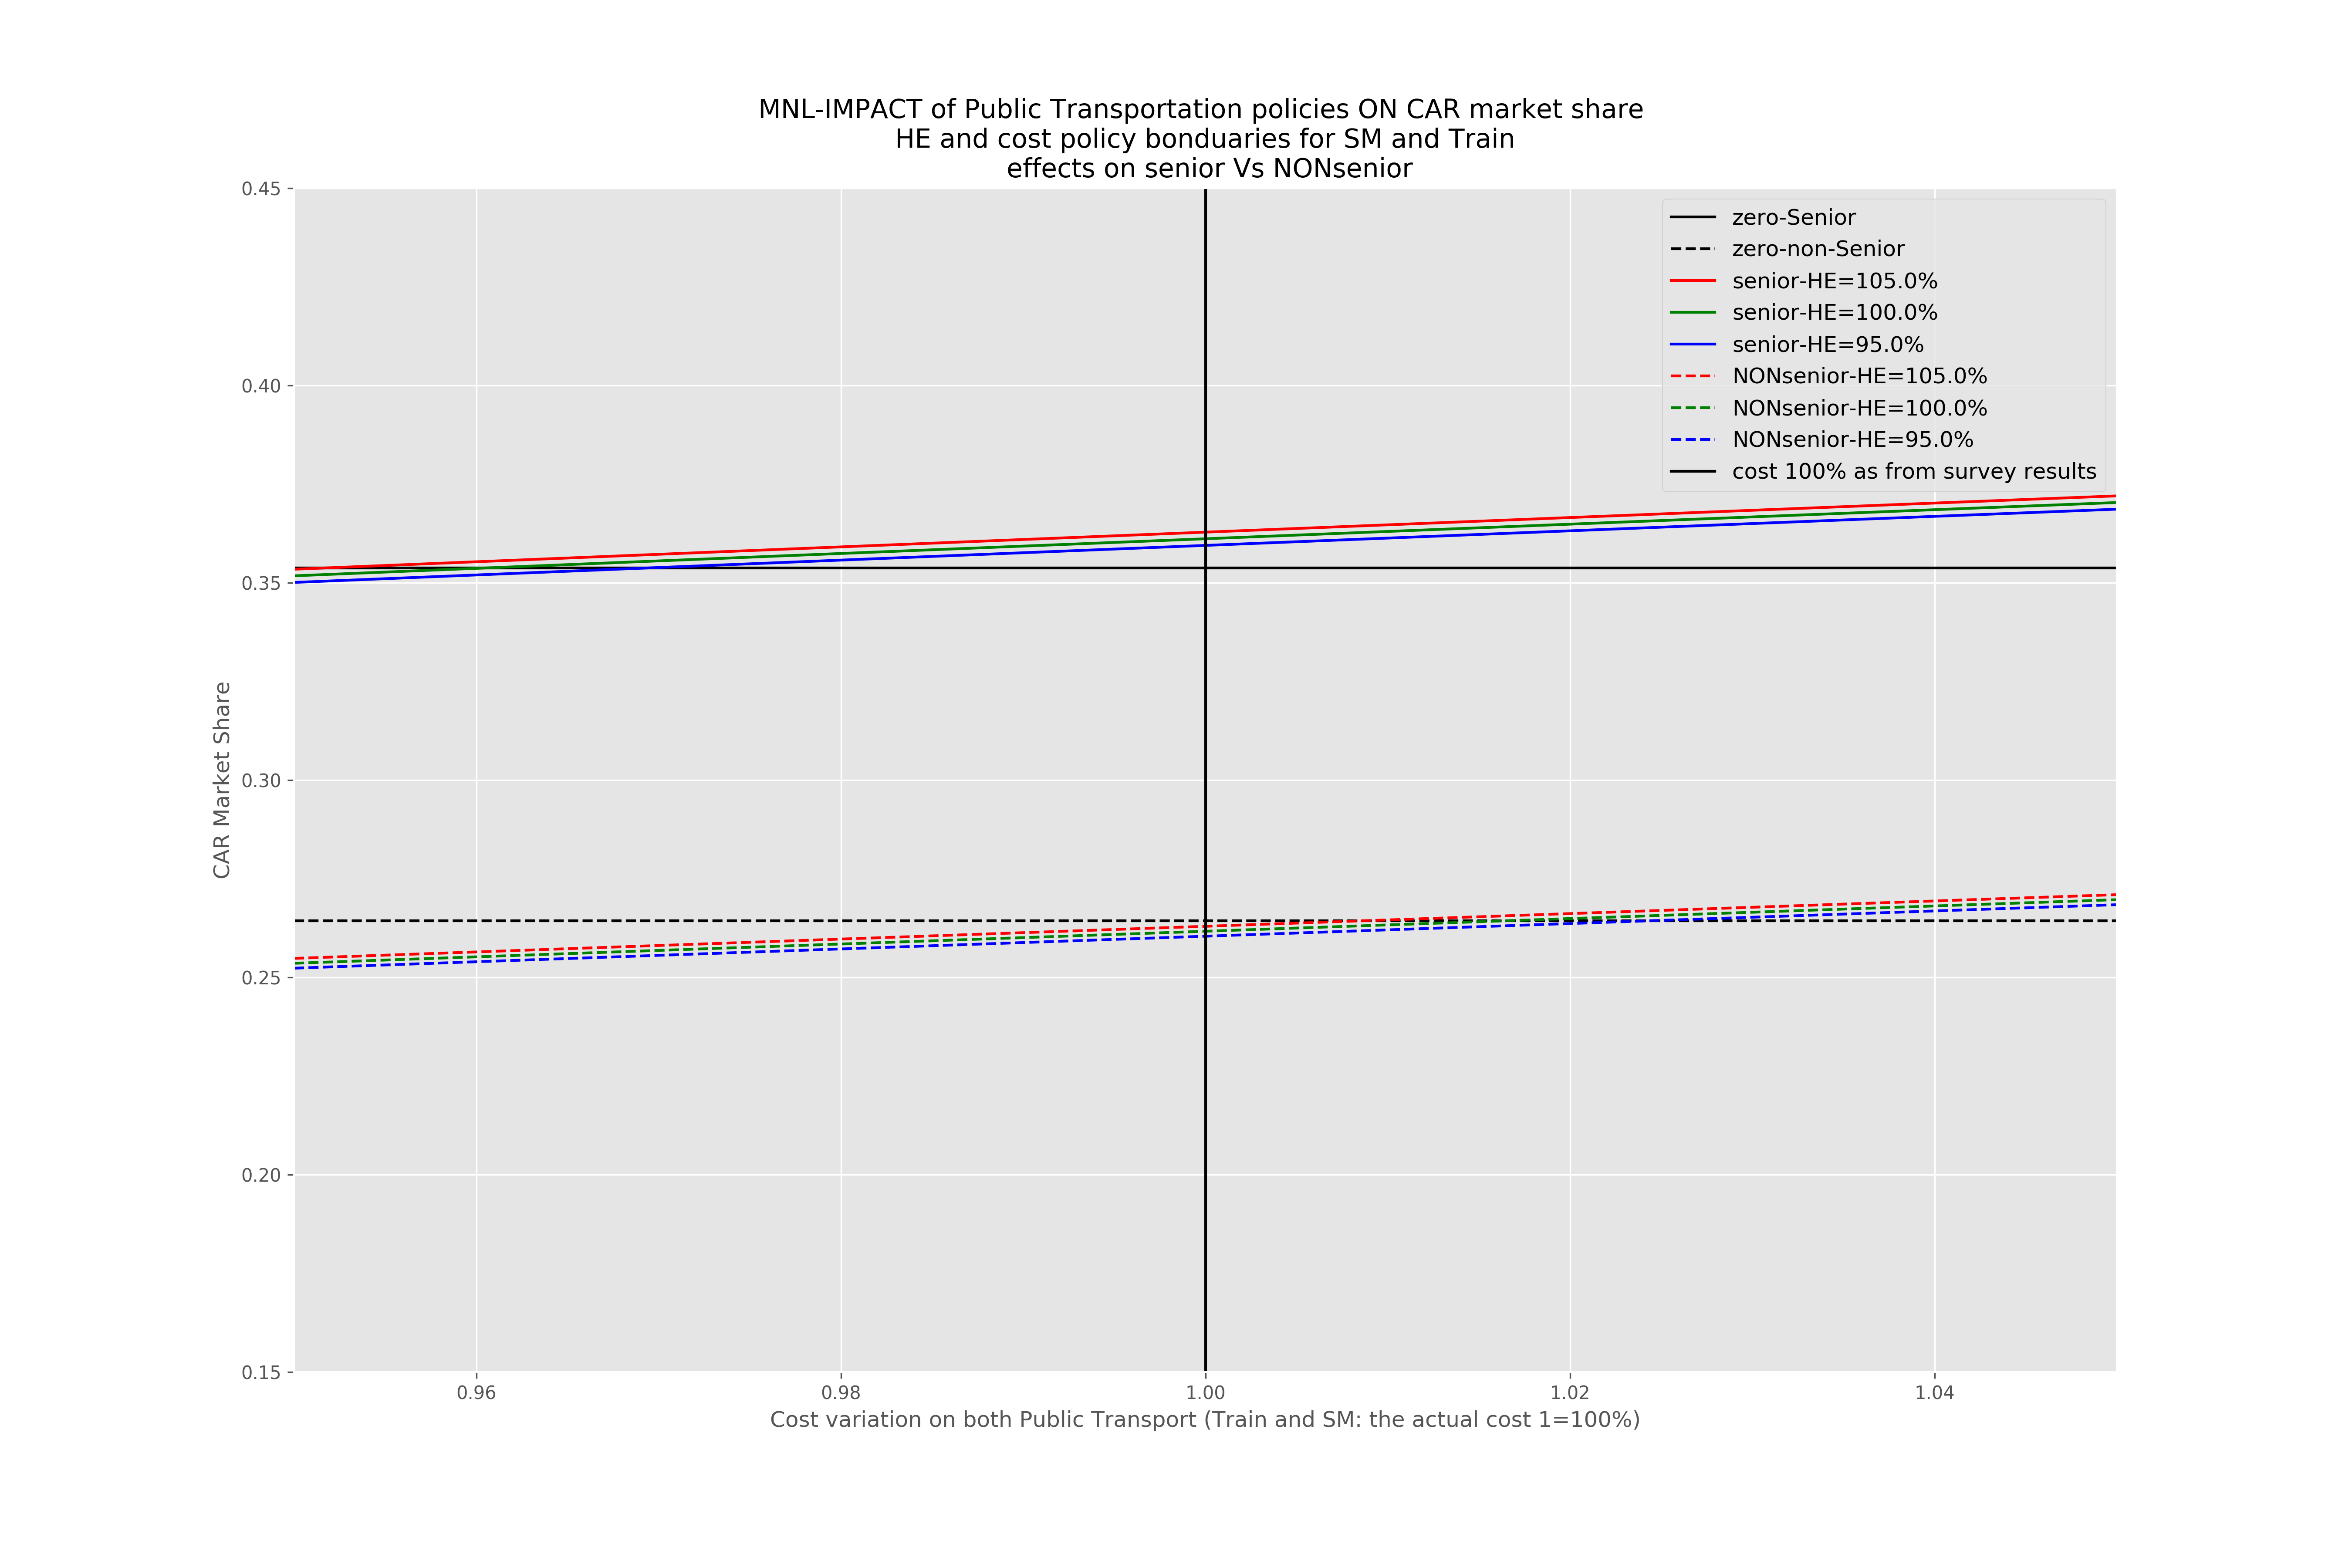 MNL-IMPACT of Public Transportation policies ON CAR market share
HE and cost policy bonduaries for SM and Train
effects on senior Vs NONsenior
zero-Senior
zero-non-Senior
senior-HE=105.0%
senior-HE=100.0%
senior-HE=95.0%
NONsenior-HE=105.0%
NONsenior-HE=100.0%
NONsenior-HE=95.0%
cost 100% as from survey results
CAR Market Share
0.45
0.40
0.35
0.30
0.25
0.20
0.15
0.96 0.98 1.00 1.02 1.04
Cost variation on both Public Transport (Train and SM: the actual cost 1=100%)